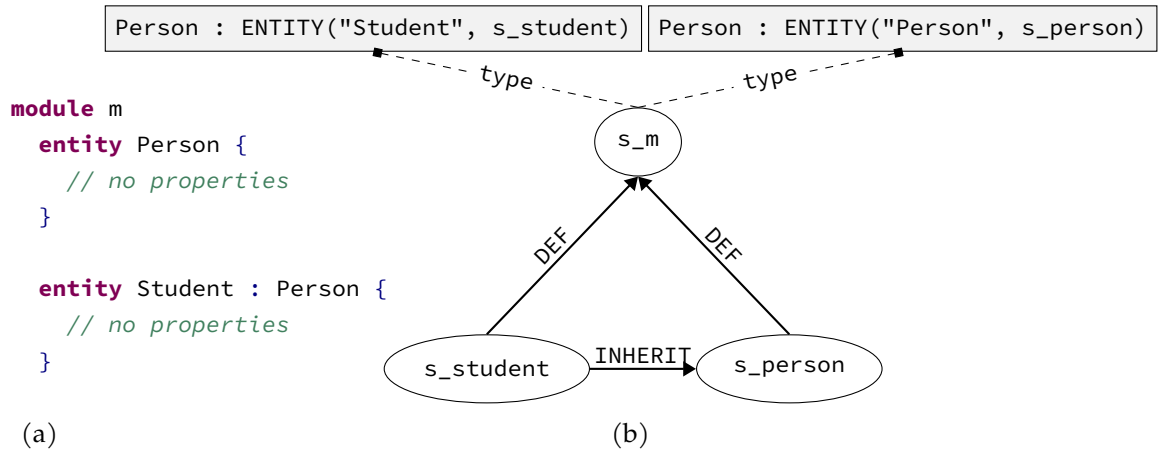 Person : ENTITY("Student", s_student)
Person : ENTITY("Person", s_person)
type
type
module m
entity Person {
// no properties
}
entity Student : Person {
// no properties
}
s_m
DEF
DEF
s_student
INHERIT
s_person
(a)
(b)